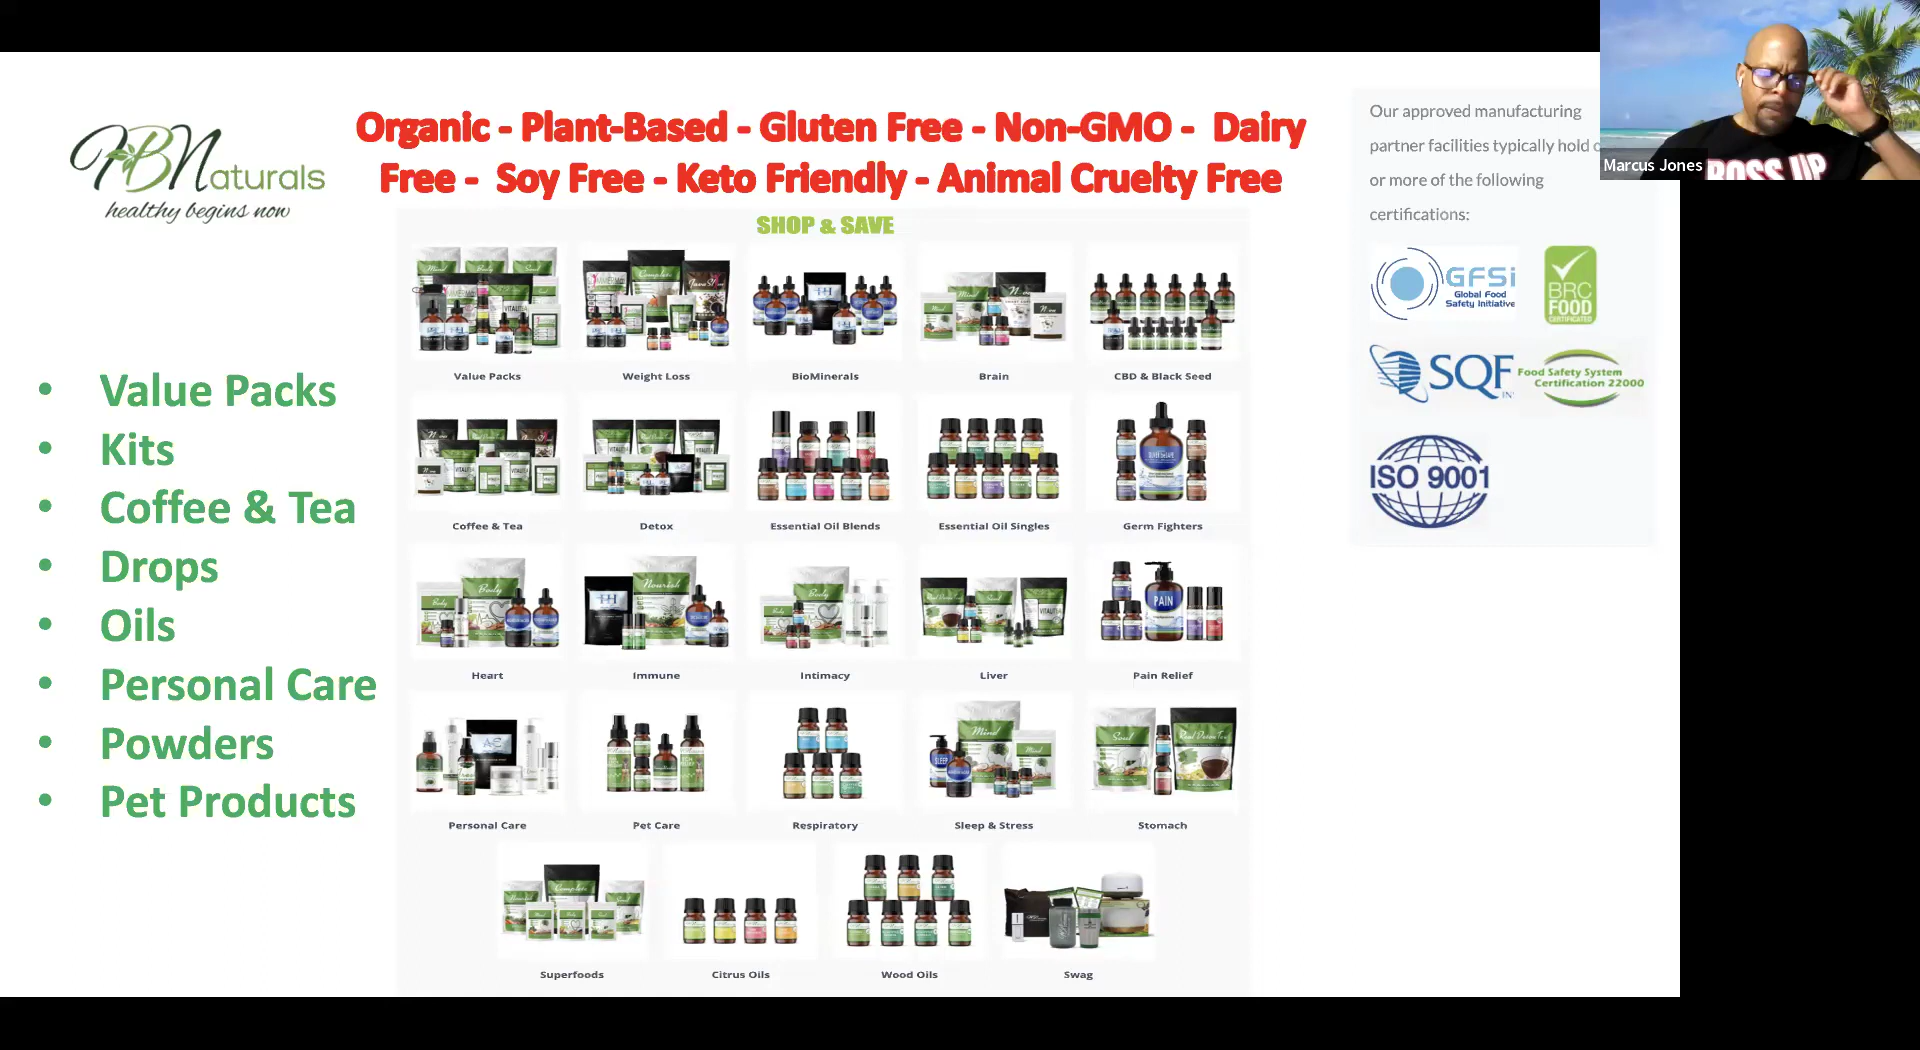 HBNaturals
healthy begins now
Organic - Plant-Based - Gluten Free - Non-GMO - Dairy
Free - Soy Free - Keto Friendly - Animal Cruelty Free
SHOP & SAVE
• Value Packs
• Kits
• Coffee & Tea
• Drops
• Oils
• Personal Care
• Powders
• Pet Products
Value Packs
Weight Loss
BioMinerals
Brain
CBD & Black Seed
Coffee & Tea
Detox
Essential Oil Blends
Essential Oil Singles
Germ Fighters
Heart
Immune
Intimacy
Liver
PAIN
Pain Relief
Personal Care
Pet Care
Respiratory
SLEEP
Sleep & Stress
Stomach
Superfoods
Citrus Oils
Wood Oils
Swag
Our approved manufacturing
partner facilities typically hold
or more of the following
certifications:
GFSi
Global Food
Safety Initiative
BRC
FOOD
CERTIFICATED
SQF
Food Safety System
Certification 22000
ISO 9001
Marcus Jones
BOSS UP